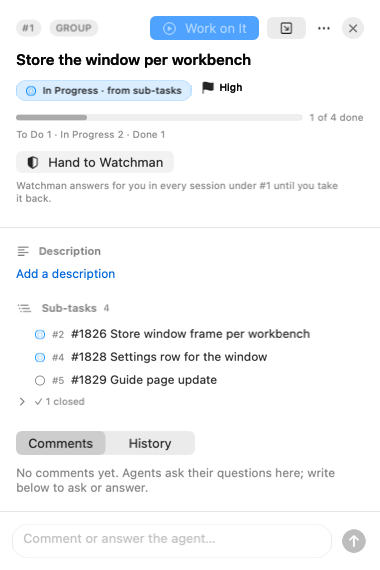 #1 GROUP Work on It
Store the window per workbench
In Progress · from sub-tasks High
1 of 4 done
To Do 1 · In Progress 2 · Done 1
Hand to Watchman
Watchman answers for you in every session under #1 until you take
it back.
Description
Add a description
Sub-tasks 4
#2 #1826 Store window frame per workbench
#4 #1828 Settings row for the window
#5 #1829 Guide page update
1 closed
Comments History
No comments yet. Agents ask their questions here; write
below to ask or answer.
Comment or answer the agent...